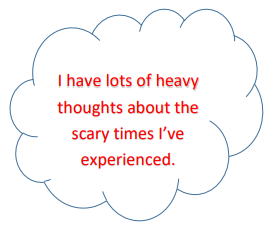 I have lots of heavy
thoughts about the
scary times I've
experienced.